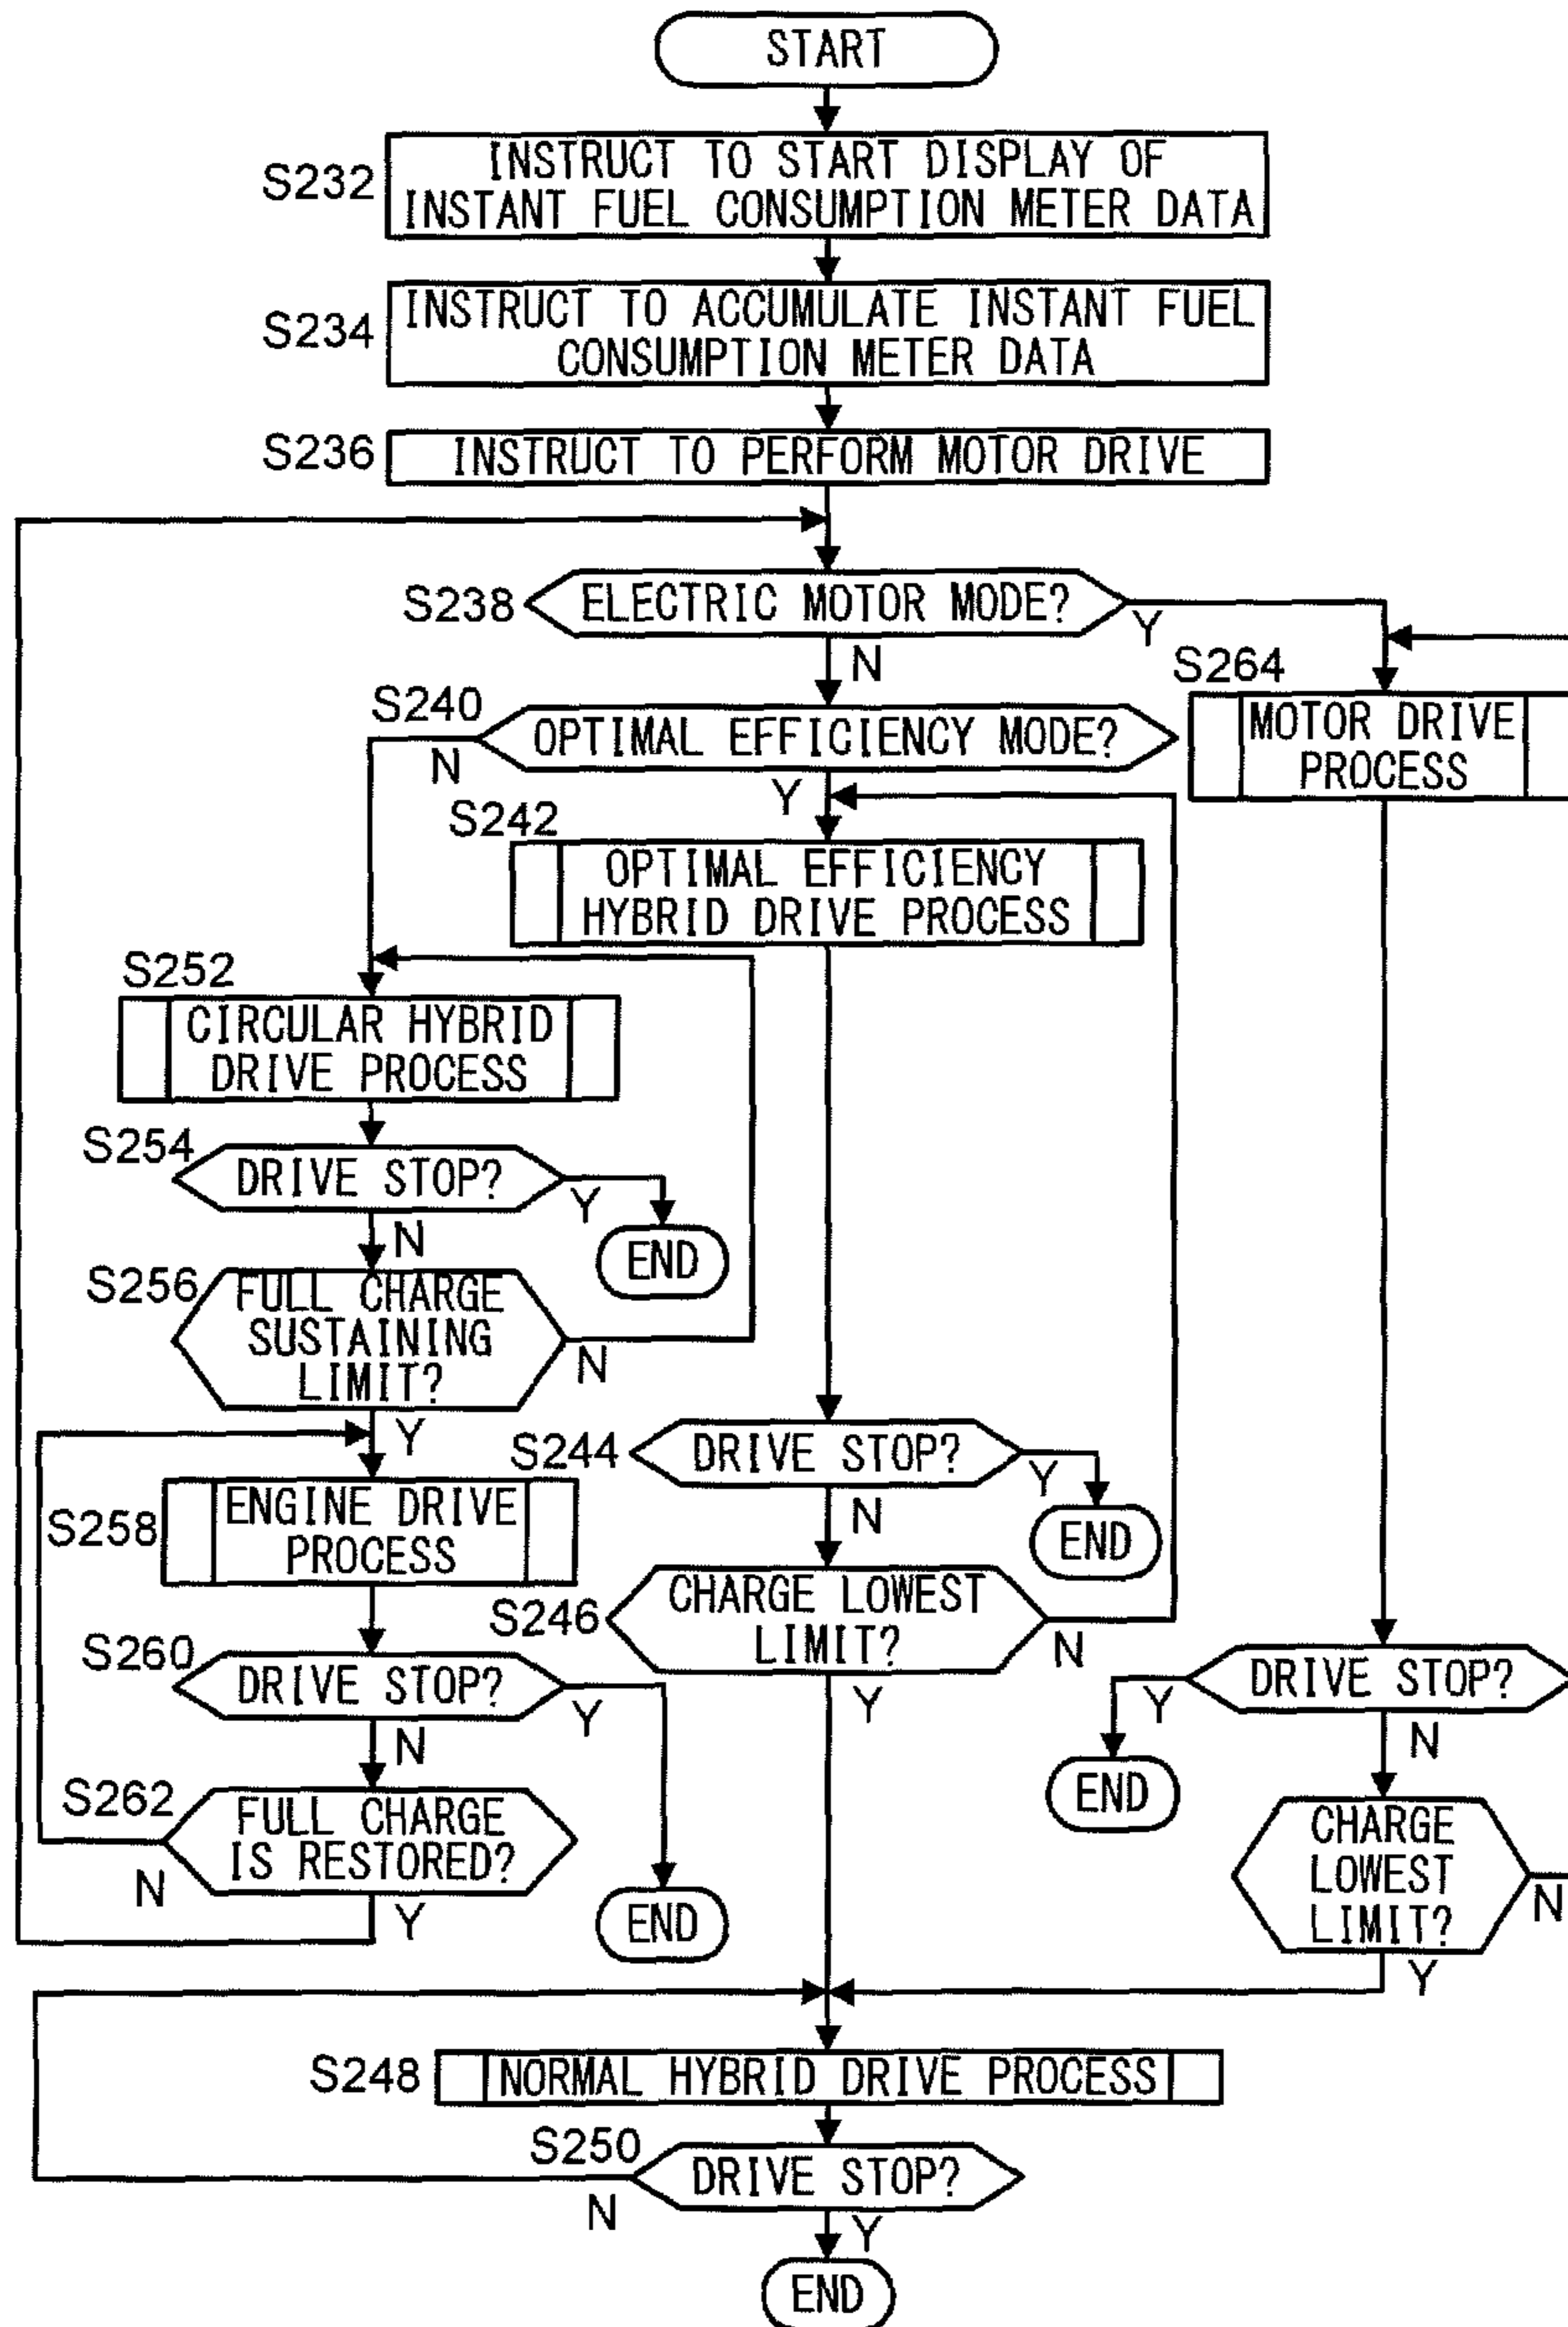 START
S232
INSTRUCT TO START DISPLAY OF
INSTANT FUEL CONSUMPTION METER DATA
S234
INSTRUCT TO ACCUMULATE INSTANT FUEL
CONSUMPTION METER DATA
S236
INSTRUCT TO PERFORM MOTOR DRIVE
S238
ELECTRIC MOTOR MODE?
Y
N
S264
MOTOR DRIVE
PROCESS
S240
OPTIMAL EFFICIENCY MODE?
N
Y
S242
OPTIMAL EFFICIENCY
HYBRID DRIVE PROCESS
S252
CIRCULAR HYBRID
DRIVE PROCESS
S254
DRIVE STOP?
Y
N
END
S256
FULL CHARGE
SUSTAINING
LIMIT?
N
Y
S244
DRIVE STOP?
Y
N
END
S258
ENGINE DRIVE
PROCESS
S246
CHARGE LOWEST
LIMIT?
N
Y
S260
DRIVE STOP?
Y
N
DRIVE STOP?
Y
N
END
S262
FULL CHARGE
IS RESTORED?
N
Y
END
CHARGE
LOWEST
LIMIT?
N
Y
S248
NORMAL HYBRID DRIVE PROCESS
S250
DRIVE STOP?
N
Y
END